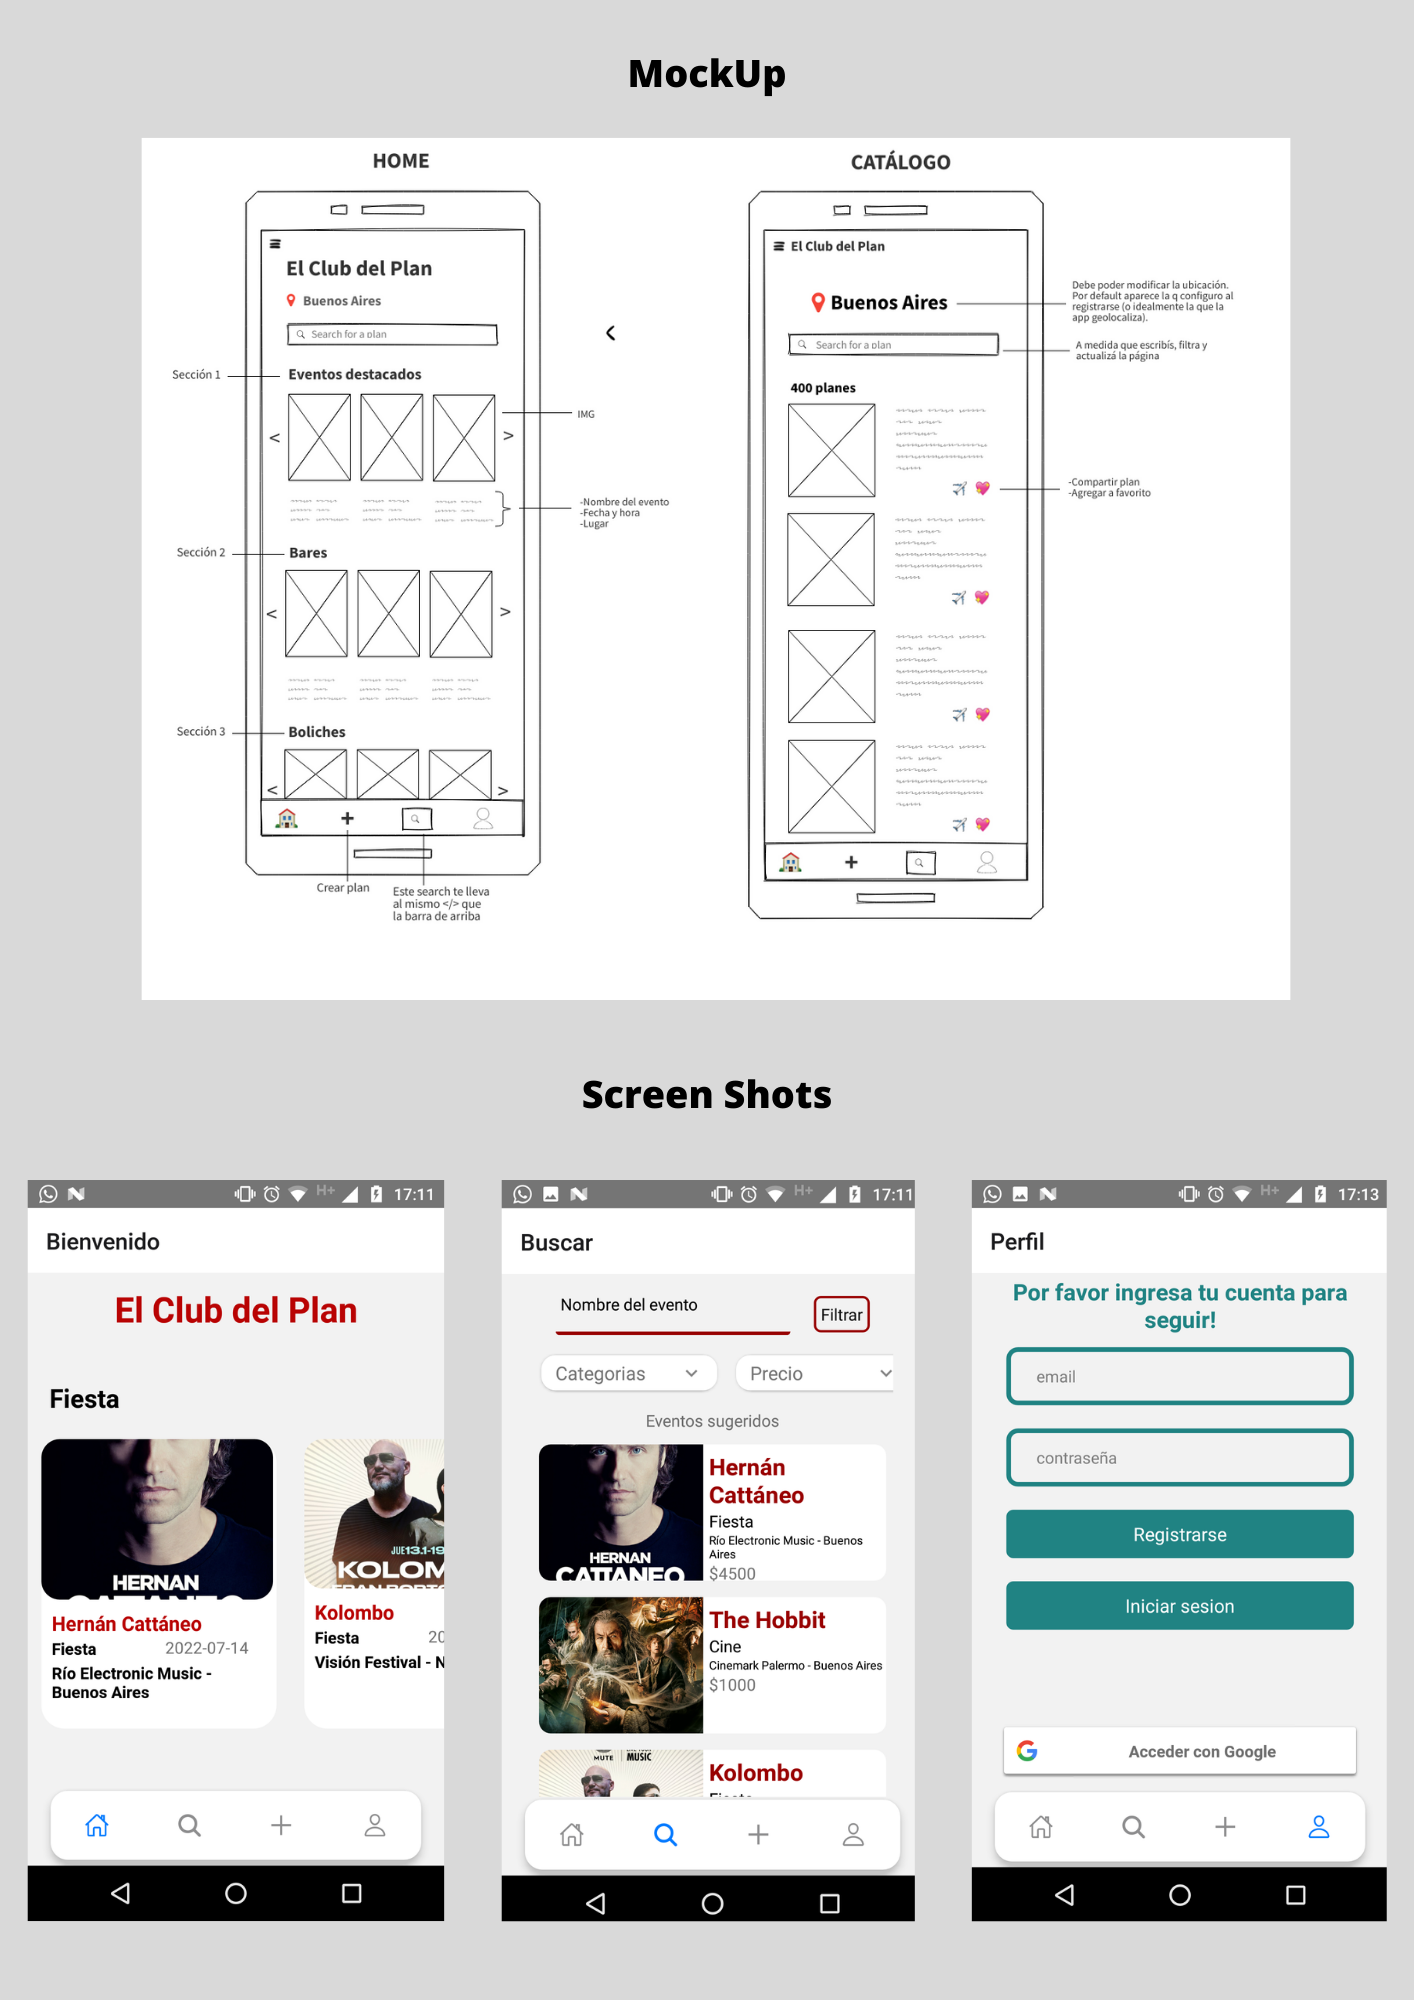 MockUp
HOME
El Club del Plan
Buenos Aires
Search for a plan
Sección 1
Eventos destacados
<
>
IMG
-Nombre del evento
-Fecha y hora
-Lugar
Sección 2
Bares
<
>
Sección 3
Boliches
<
>
+
Crear plan
Este search te lleva
al mismo </> que
la barra de arriba
CATÁLOGO
El Club del Plan
Buenos Aires
Debe poder modificar la ubicación.
Por default aparece la q configuro al
registrarse (o idealmente la que la
app geolocaliza).
Search for a plan
A medida que escribís, filtra y
actualizá la página
400 planes
-Compartir plan
-Agregar a favorito
+
Screen Shots
H+ 17:11
Bienvenido
El Club del Plan
Fiesta
HERNAN
CATTANEO
JUE13.1-19
KOLOM
Hernán Cattáneo
Fiesta 2022-07-14
Río Electronic Music -
Buenos Aires
Kolombo
Fiesta 20
Visión Festival - N
H+ 17:11
Buscar
Nombre del evento
Filtrar
Categorias
Precio
Eventos sugeridos
HERNAN
CATTANEO
Hernán
Cattáneo
Fiesta
Río Electronic Music - Buenos
Aires
$4500
The Hobbit
Cine
Cinemark Palermo - Buenos Aires
$1000
MUTE
MUSIC
Kolombo
Fiesta
H+ 17:13
Perfil
Por favor ingresa tu cuenta para
seguir!
email
contraseña
Registrarse
Iniciar sesion
Acceder con Google